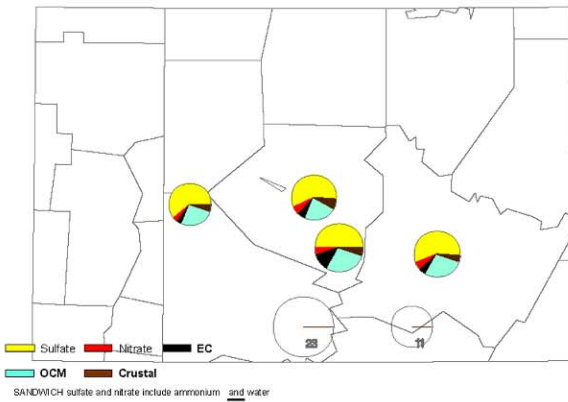 23 11
Sulfate Nitrate EC
OCM Crustal
SANDWICH sulfate and nitrate include ammonium and water